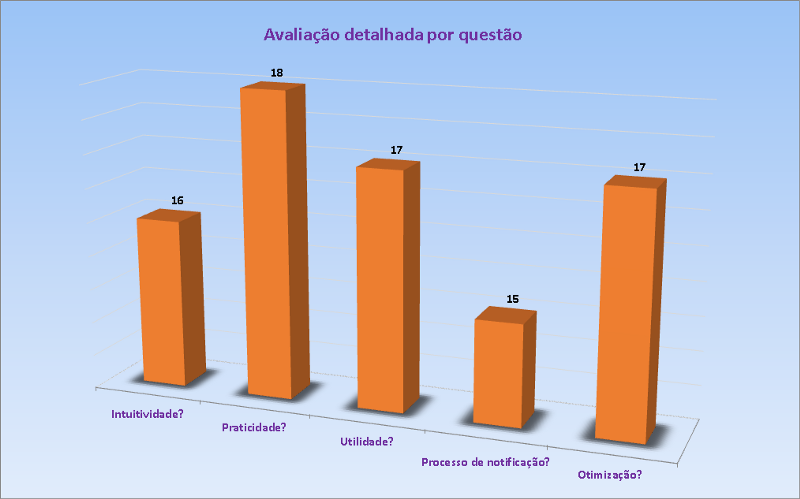 Avaliação detalhada por questão
16
18
17
15
17
Intuitividade?
Praticidade?
Utilidade?
Processo de notificação?
Otimização?